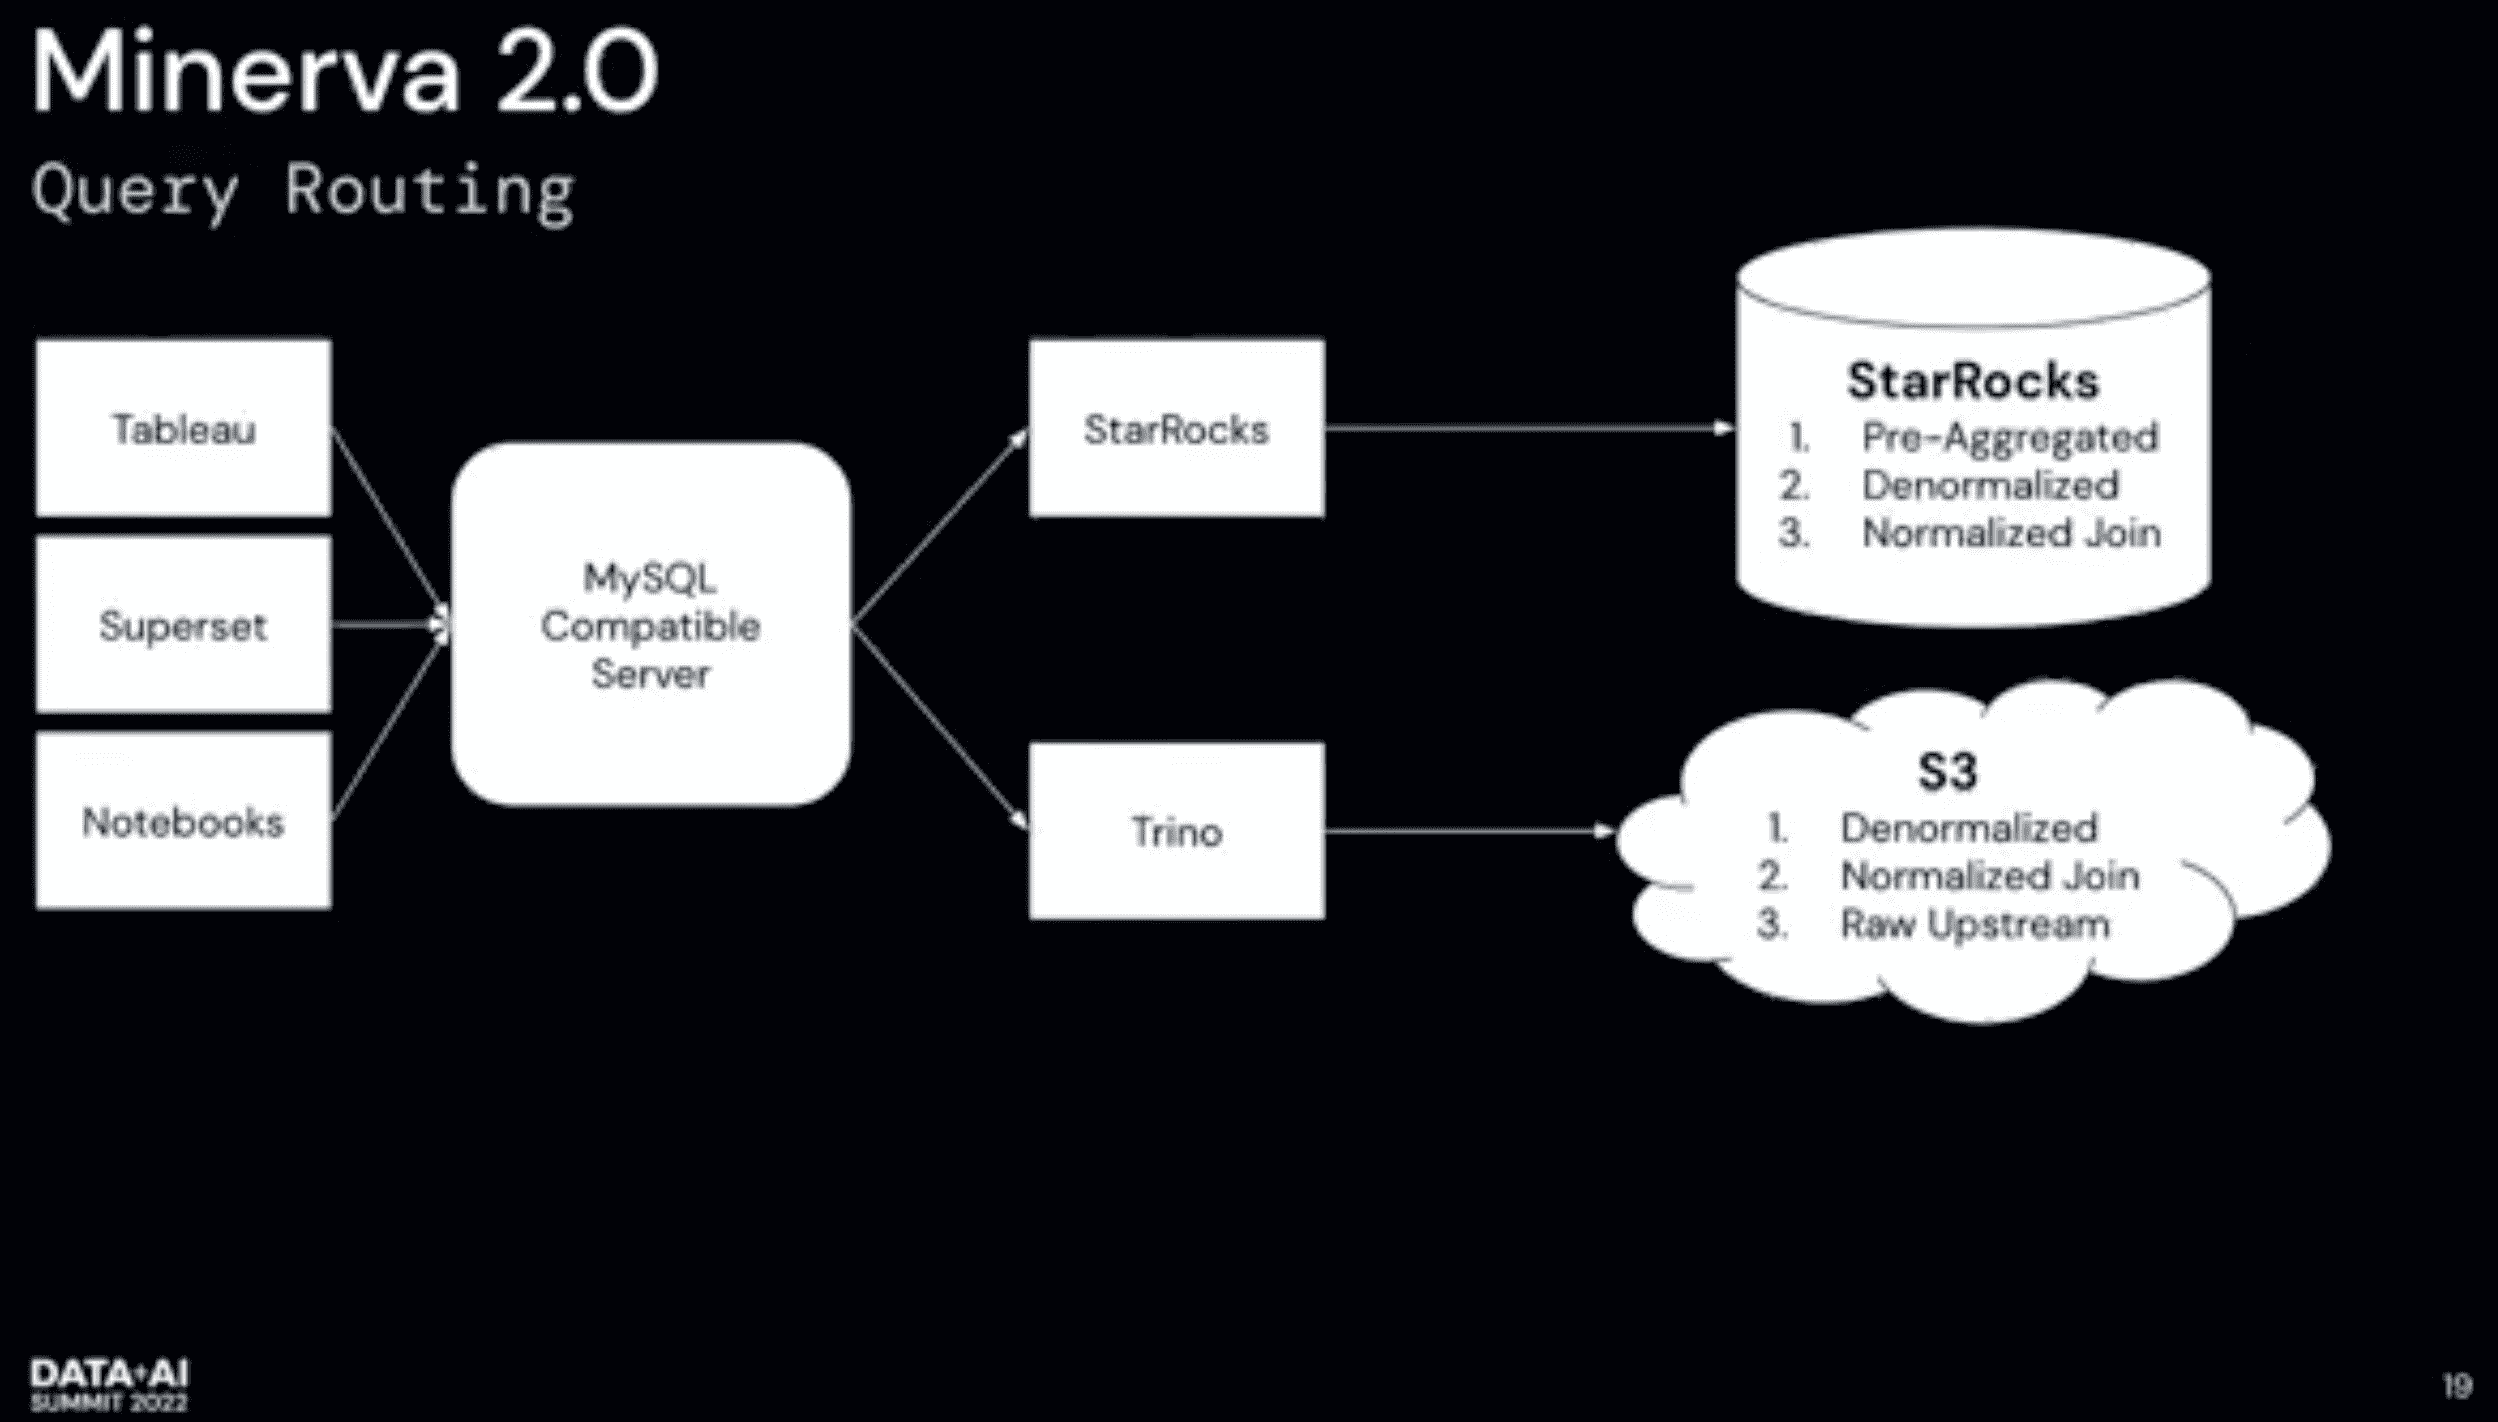 Minerva 2.0
Query Routing
Tableau
Superset
Notebooks
MySQL
Compatible
Server
StarRocks
Trino
StarRocks
1. Pre-Aggregated
2. Denormalized
3. Normalized Join
S3
1. Denormalized
2. Normalized Join
3. Raw Upstream
DATA+AI
SUMMIT 2022
19